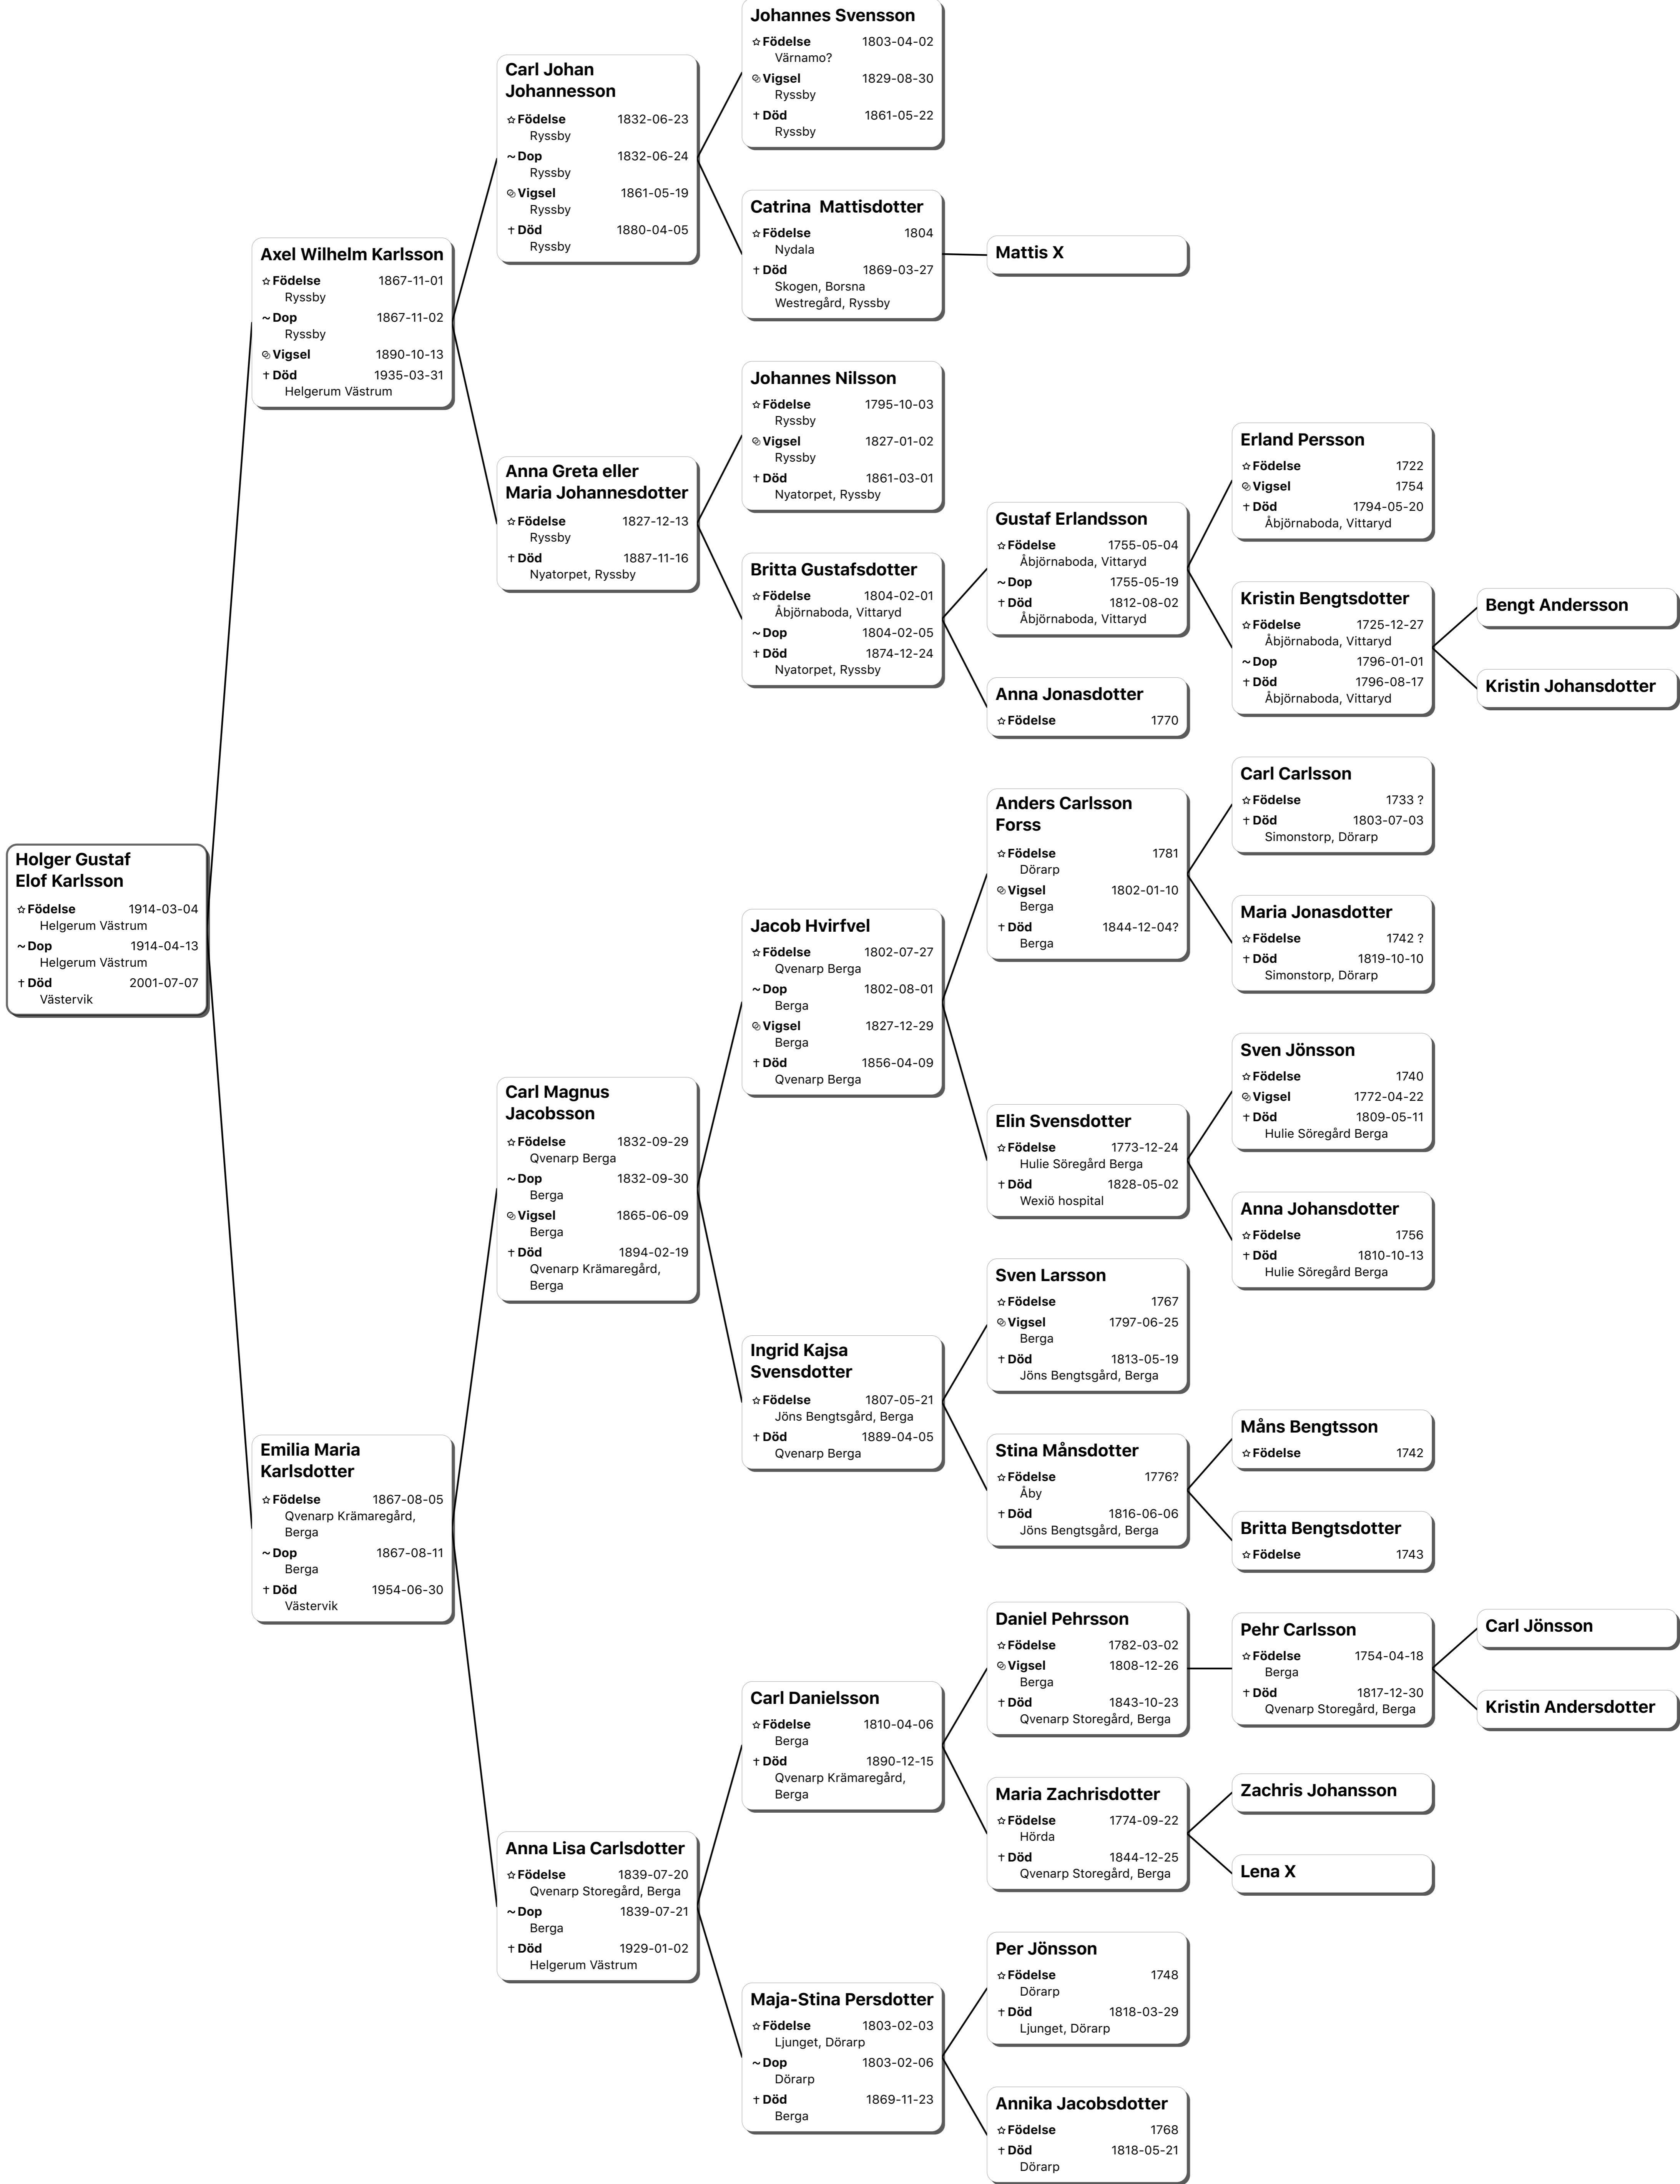 Holger Gustaf
Elof Karlsson
☆ Födelse 1914-03-04
Helgerum Västrum
~ Dop 1914-04-13
Helgerum Västrum
† Död 2001-07-07
Västervik
Axel Wilhelm Karlsson
☆ Födelse 1867-11-01
Ryssby
~ Dop 1867-11-02
Ryssby
⚭ Vigsel 1890-10-13
† Död 1935-03-31
Helgerum Västrum
Emilia Maria
Karlsdotter
☆ Födelse 1867-08-05
Qvenarp Krämaregård,
Berga
~ Dop 1867-08-11
Berga
† Död 1954-06-30
Västervik
Carl Johan
Johannesson
☆ Födelse 1832-06-23
Ryssby
~ Dop 1832-06-24
Ryssby
⚭ Vigsel 1861-05-19
Ryssby
† Död 1880-04-05
Ryssby
Anna Greta eller
Maria Johannesdotter
☆ Födelse 1827-12-13
Ryssby
† Död 1887-11-16
Nyatorpet, Ryssby
Carl Magnus
Jacobsson
☆ Födelse 1832-09-29
Qvenarp Berga
~ Dop 1832-09-30
Berga
⚭ Vigsel 1865-06-09
Berga
† Död 1894-02-19
Qvenarp Krämaregård,
Berga
Anna Lisa Carlsdotter
☆ Födelse 1839-07-20
Qvenarp Storegård, Berga
~ Dop 1839-07-21
Berga
† Död 1929-01-02
Helgerum Västrum
Johannes Svensson
☆ Födelse 1803-04-02
Värnamo?
⚭ Vigsel 1829-08-30
Ryssby
† Död 1861-05-22
Ryssby
Catrina  Mattisdotter
☆ Födelse 1804
Nydala
† Död 1869-03-27
Skogen, Borsna
Westregård, Ryssby
Johannes Nilsson
☆ Födelse 1795-10-03
Ryssby
⚭ Vigsel 1827-01-02
Ryssby
† Död 1861-03-01
Nyatorpet, Ryssby
Britta Gustafsdotter
☆ Födelse 1804-02-01
Åbjörnaboda, Vittaryd
~ Dop 1804-02-05
† Död 1874-12-24
Nyatorpet, Ryssby
Jacob Hvirfvel
☆ Födelse 1802-07-27
Qvenarp Berga
~ Dop 1802-08-01
Berga
⚭ Vigsel 1827-12-29
Berga
† Död 1856-04-09
Qvenarp Berga
Ingrid Kajsa
Svensdotter
☆ Födelse 1807-05-21
Jöns Bengtsgård, Berga
† Död 1889-04-05
Qvenarp Berga
Carl Danielsson
☆ Födelse 1810-04-06
Berga
† Död 1890-12-15
Qvenarp Krämaregård,
Berga
Maja-Stina Persdotter
☆ Födelse 1803-02-03
Ljunget, Dörarp
~ Dop 1803-02-06
Dörarp
† Död 1869-11-23
Berga
Mattis X
Gustaf Erlandsson
☆ Födelse 1755-05-04
Åbjörnaboda, Vittaryd
~ Dop 1755-05-19
† Död 1812-08-02
Åbjörnaboda, Vittaryd
Anna Jonasdotter
☆ Födelse 1770
Anders Carlsson
Forss
☆ Födelse 1781
Dörarp
⚭ Vigsel 1802-01-10
Berga
† Död 1844-12-04?
Berga
Elin Svensdotter
☆ Födelse 1773-12-24
Hulie Söregård Berga
† Död 1828-05-02
Wexiö hospital
Sven Larsson
☆ Födelse 1767
⚭ Vigsel 1797-06-25
Berga
† Död 1813-05-19
Jöns Bengtsgård, Berga
Stina Månsdotter
☆ Födelse 1776?
Åby
† Död 1816-06-06
Jöns Bengtsgård, Berga
Daniel Pehrsson
☆ Födelse 1782-03-02
⚭ Vigsel 1808-12-26
Berga
† Död 1843-10-23
Qvenarp Storegård, Berga
Maria Zachrisdotter
☆ Födelse 1774-09-22
Hörda
† Död 1844-12-25
Qvenarp Storegård, Berga
Per Jönsson
☆ Födelse 1748
Dörarp
† Död 1818-03-29
Ljunget, Dörarp
Annika Jacobsdotter
☆ Födelse 1768
† Död 1818-05-21
Dörarp
Erland Persson
☆ Födelse 1722
⚭ Vigsel 1754
† Död 1794-05-20
Åbjörnaboda, Vittaryd
Kristin Bengtsdotter
☆ Födelse 1725-12-27
Åbjörnaboda, Vittaryd
~ Dop 1796-01-01
† Död 1796-08-17
Åbjörnaboda, Vittaryd
Carl Carlsson
☆ Födelse 1733 ?
† Död 1803-07-03
Simonstorp, Dörarp
Maria Jonasdotter
☆ Födelse 1742 ?
† Död 1819-10-10
Simonstorp, Dörarp
Sven Jönsson
☆ Födelse 1740
⚭ Vigsel 1772-04-22
† Död 1809-05-11
Hulie Söregård Berga
Anna Johansdotter
☆ Födelse 1756
† Död 1810-10-13
Hulie Söregård Berga
Måns Bengtsson
☆ Födelse 1742
Britta Bengtsdotter
☆ Födelse 1743
Pehr Carlsson
☆ Födelse 1754-04-18
Berga
† Död 1817-12-30
Qvenarp Storegård, Berga
Zachris Johansson
Lena X
Bengt Andersson
Kristin Johansdotter
Carl Jönsson
Kristin Andersdotter